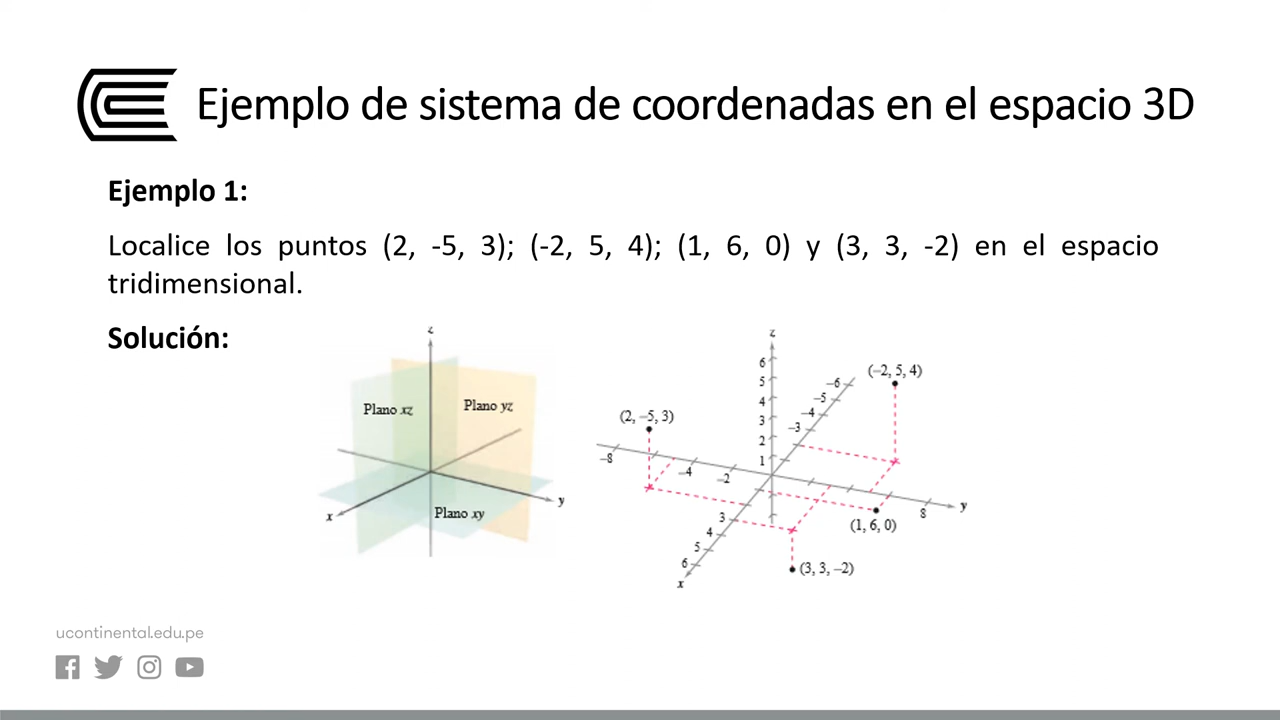 Ejemplo de sistema de coordenadas en el espacio 3D
Ejemplo 1:
Localice los puntos (2, -5, 3); (-2, 5, 4); (1, 6, 0) y (3, 3, -2) en el espacio
tridimensional.
Solución:
z
Plano xz
Plano yz
y
x
Plano xy
z
6
5
4
3
2
1
–6
–5
–4
–3
(–2, 5, 4)
(2, –5, 3)
–8
–4
–2
3
4
5
6
x
8
y
(1, 6, 0)
(3, 3, –2)
ucontinental.edu.pe